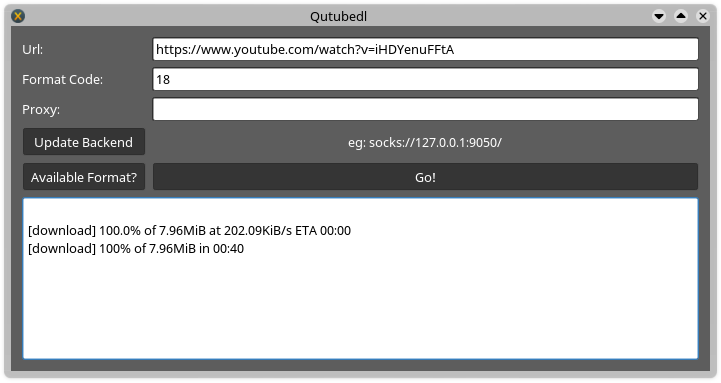 Qutubedl
Url: https://www.youtube.com/watch?v=iHDYenuFFtA
Format Code: 18
Proxy:
Update Backend eg: socks://127.0.0.1:9050/
Available Format? Go!
[download] 100.0% of 7.96MiB at 202.09KiB/s ETA 00:00
[download] 100% of 7.96MiB in 00:40